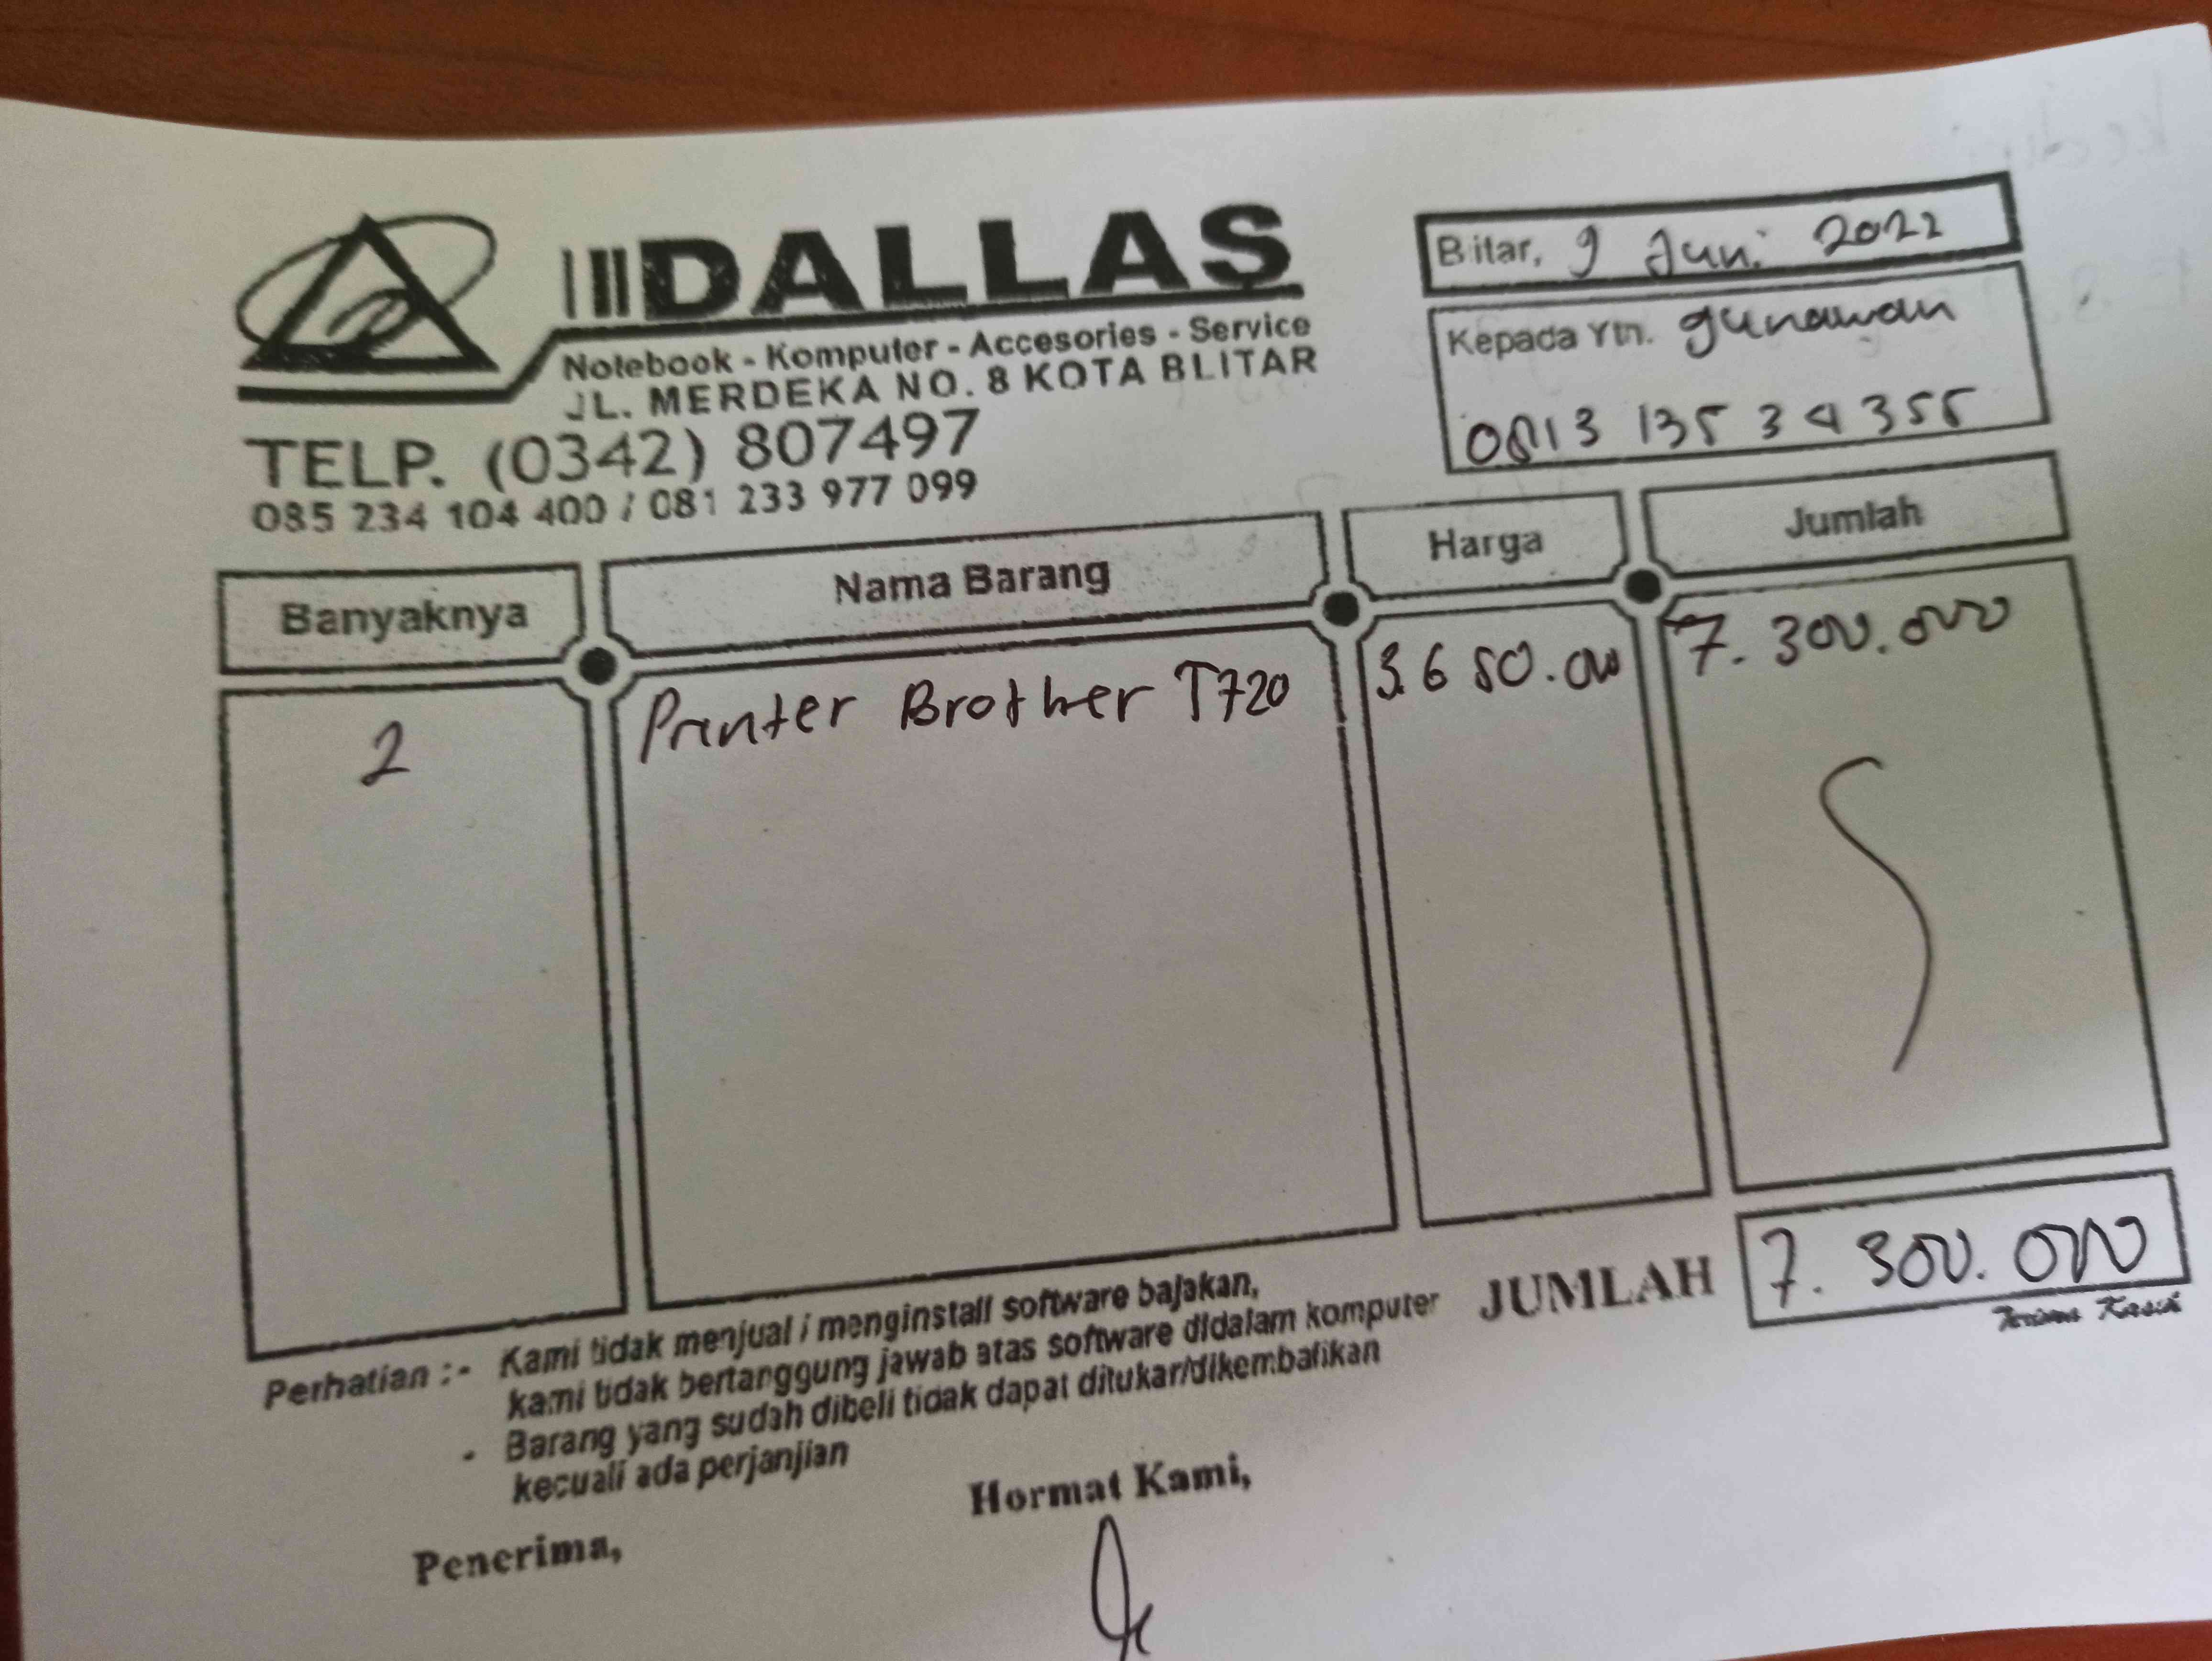 DALLAS
Notebook - Komputer - Accesories - Service
JL. MERDEKA NO. 8 KOTA BLITAR
TELP. (0342) 807497
085 234 104 400 / 081 233 977 099
Blitar, 9 Juni 2022
Kepada Yth. gunawan
0813 135 34355
Banyaknya Nama Barang Harga Jumlah
2 Printer Brother T720 3.650.000 7.300.000
JUMLAH 7.300.000
Terima Kasih
Perhatian :- Kami tidak menjual / menginstall software bajakan,
kami tidak bertanggung jawab atas software didalam komputer
- Barang yang sudah dibeli tidak dapat ditukar/dikembalikan
kecuali ada perjanjian
Penerima,
Hormat Kami,